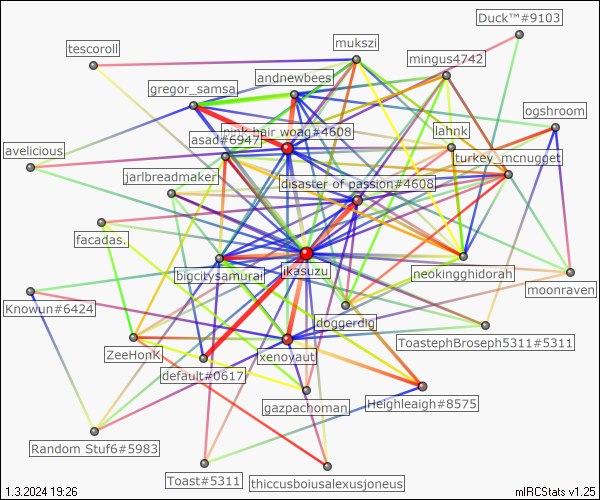 Duck™#9103
tescoroll
mukszi
mingus4742
andnewbees
gregor_samsa
ogshroom
pink hair woag#4608
lahnk
asad#6947
avelicious
turkey_mcnugget
jarlbreadmaker
disaster of passion#4608
facadas.
bigcitysamurai
ikasuzu
neokingghidorah
moonraven
Knowun#6424
doggerdig
ToastephBroseph5311#5311
ZeeHonK
xenoyaut
default#0617
gazpachoman
Heighleaigh#8575
Random Stuf6#5983
Toast#5311
thiccusboiusalexusjoneus
1.3.2024 19:26
mIRCStats v1.25